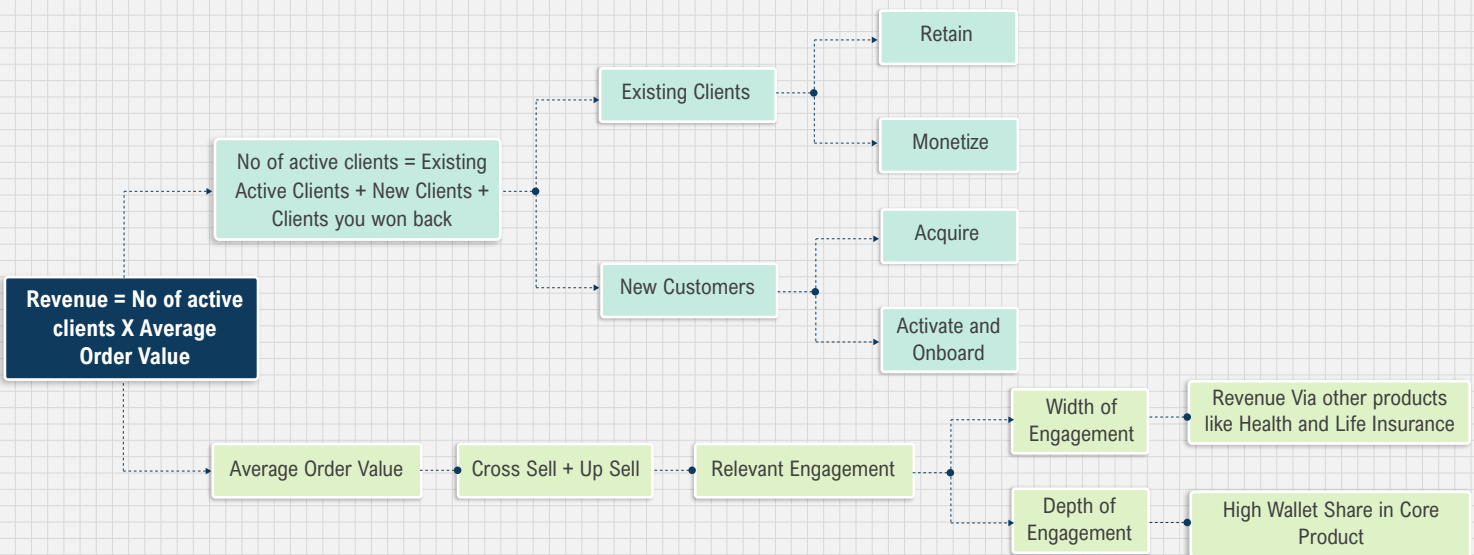 Retain
Existing Clients
Monetize
No of active clients = Existing
Active Clients + New Clients +
Clients you won back
Acquire
New Customers
Activate and
Onboard
Revenue = No of active
clients X Average
Order Value
Average Order Value
Cross Sell + Up Sell
Relevant Engagement
Width of
Engagement
Revenue Via other products
like Health and Life Insurance
Depth of
Engagement
High Wallet Share in Core
Product